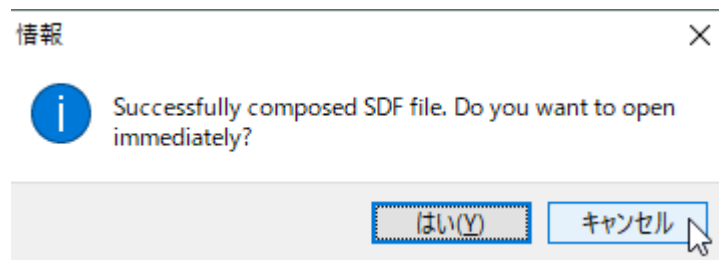 情報
Successfully composed SDF file. Do you want to open
immediately?
はい(Y)
キャンセル